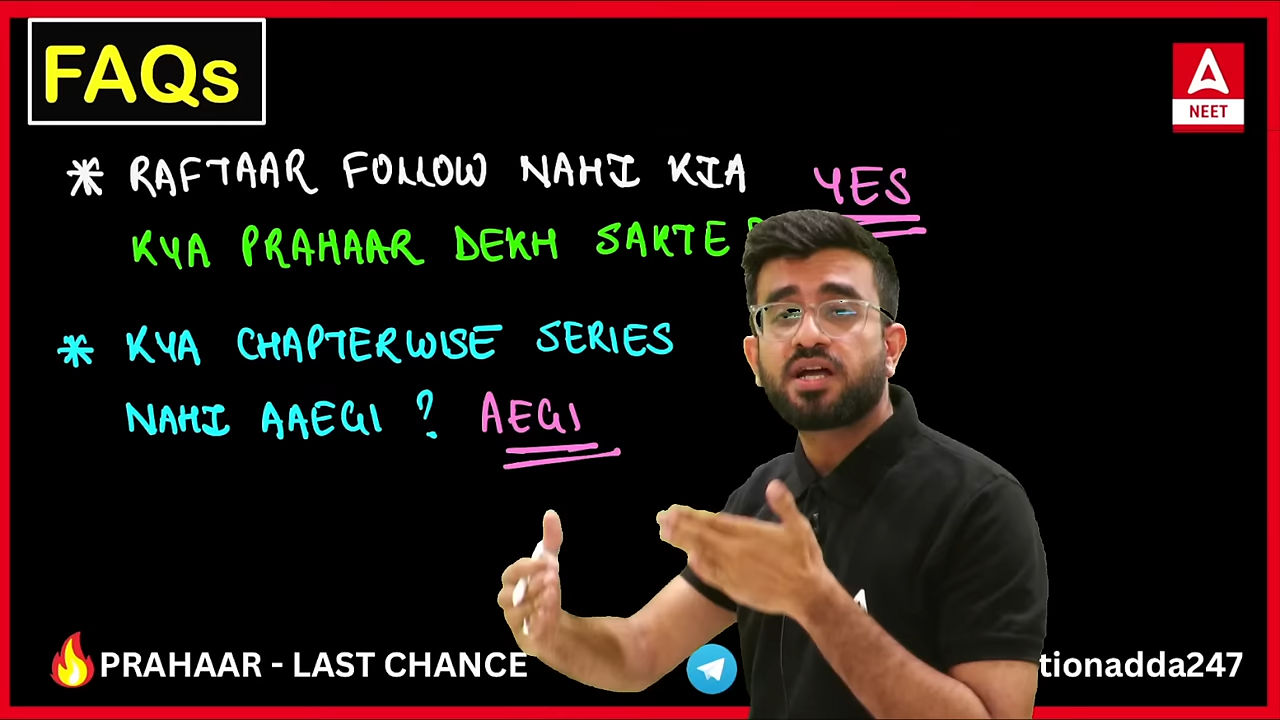 FAQs
NEET
* RAFTAAR FOLLOW NAHI KIA YES
KYA PRAHAAR DEKH SAKTE
* KYA CHAPTERWISE SERIES
NAHI AAEGI ? AEGI
PRAHAAR - LAST CHANCE
tionadda247